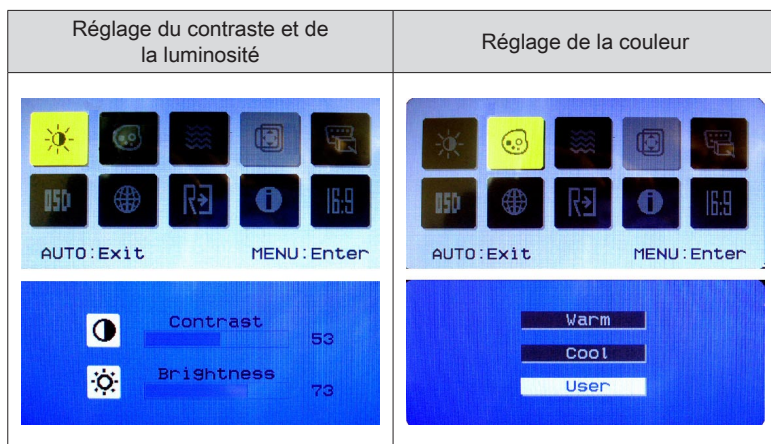 Réglage du contraste et de
la luminosité
Réglage de la couleur
OSD
16:9
AUTO:Exit
MENU:Enter
OSD
16:9
AUTO:Exit
MENU:Enter
Contrast
53
Brightness
73
Warm
Cool
User